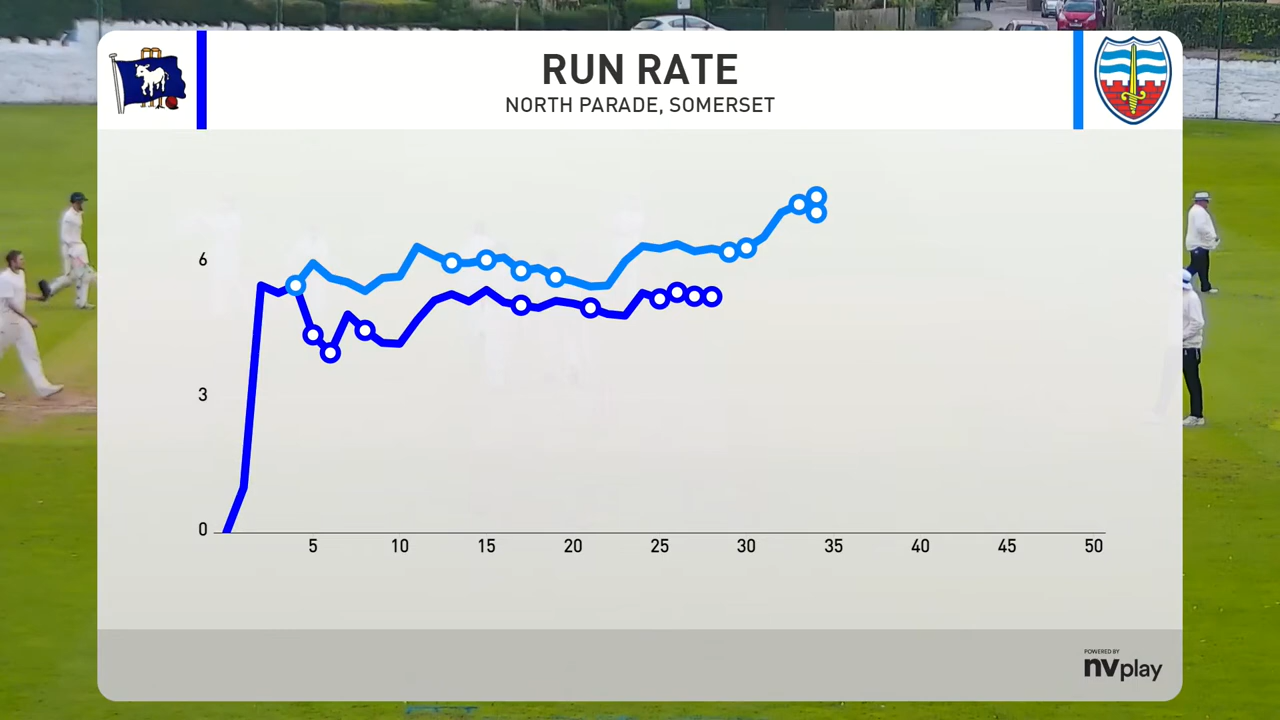 RUN RATE
NORTH PARADE, SOMERSET
6
3
0
5 10 15 20 25 30 35 40 45 50
POWERED BY
nvplay